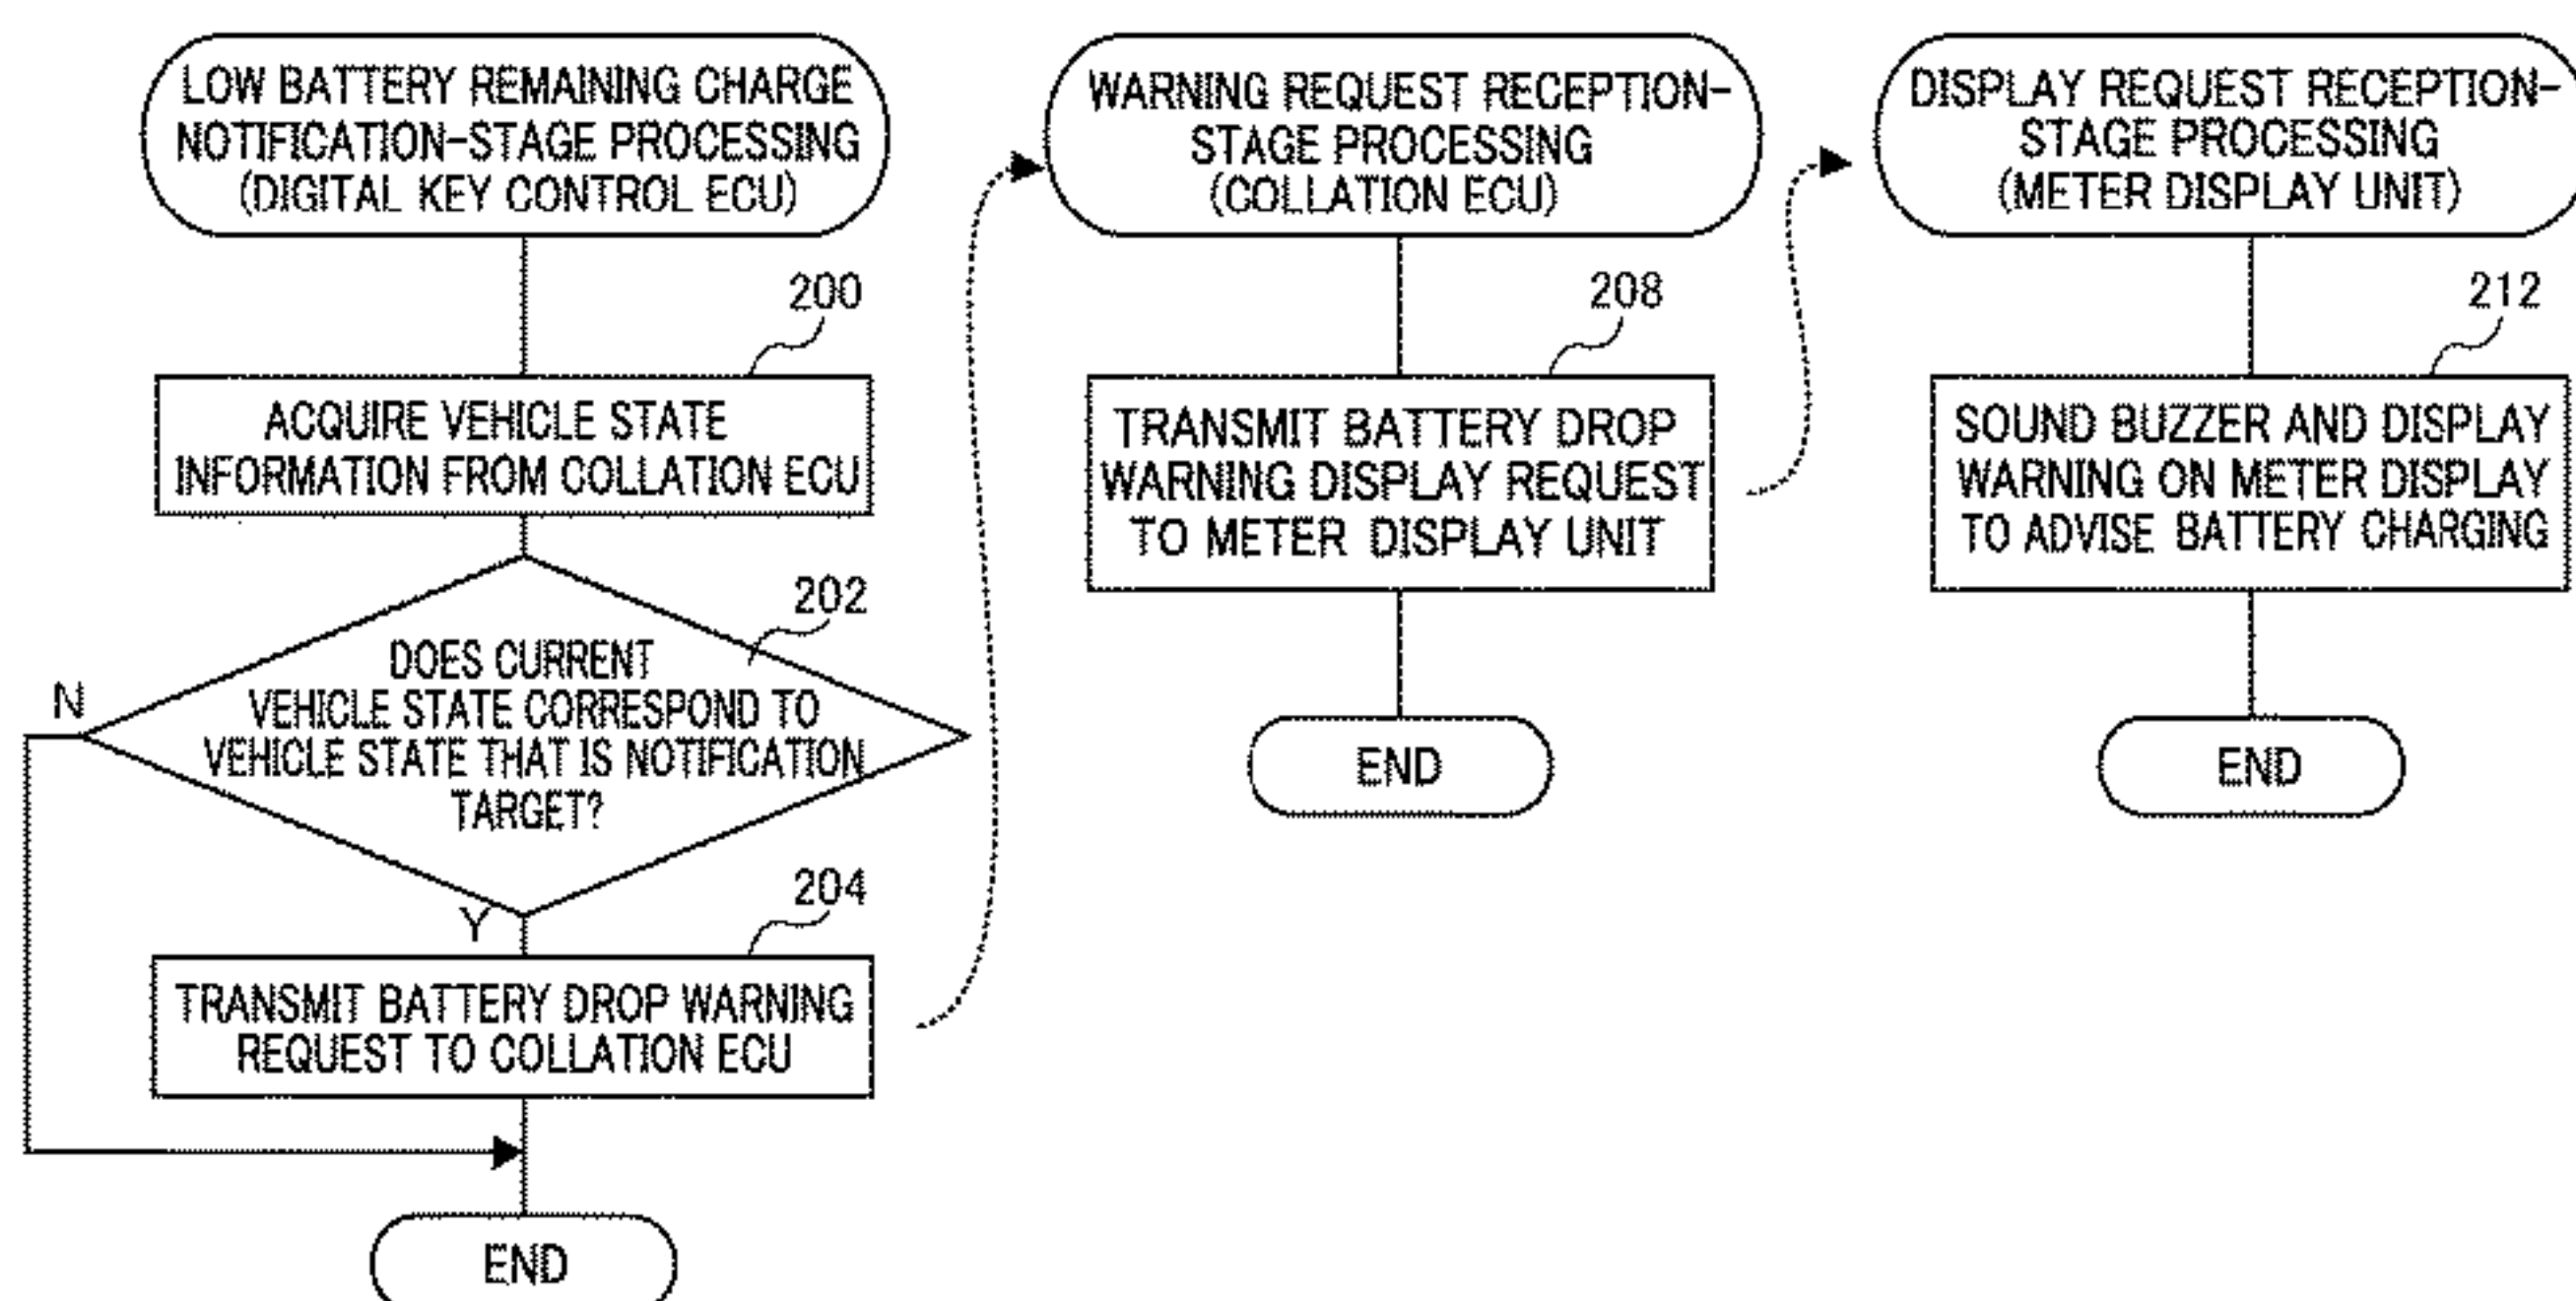 LOW BATTERY REMAINING CHARGE
NOTIFICATION-STAGE PROCESSING
(DIGITAL KEY CONTROL ECU)
200
ACQUIRE VEHICLE STATE
INFORMATION FROM COLLATION ECU
202
DOES CURRENT
VEHICLE STATE CORRESPOND TO
VEHICLE STATE THAT IS NOTIFICATION
TARGET?
N
Y
204
TRANSMIT BATTERY DROP WARNING
REQUEST TO COLLATION ECU
END
WARNING REQUEST RECEPTION-
STAGE PROCESSING
(COLLATION ECU)
208
TRANSMIT BATTERY DROP
WARNING DISPLAY REQUEST
TO METER DISPLAY UNIT
END
DISPLAY REQUEST RECEPTION-
STAGE PROCESSING
(METER DISPLAY UNIT)
212
SOUND BUZZER AND DISPLAY
WARNING ON METER DISPLAY
TO ADVISE BATTERY CHARGING
END